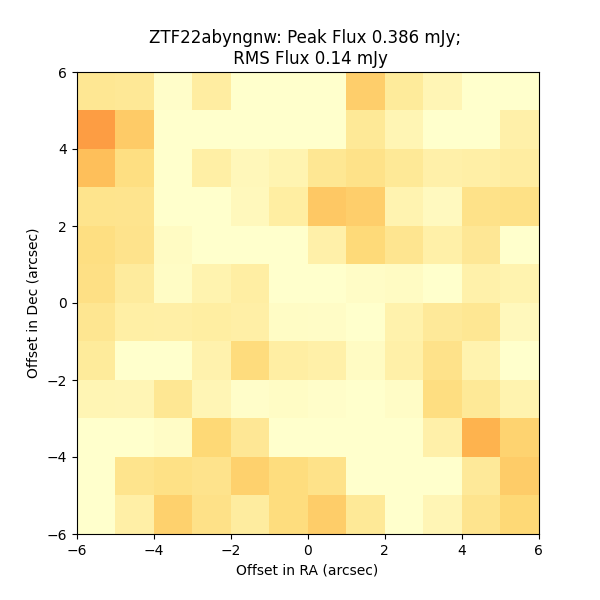 ZTF22abyngnw: Peak Flux 0.386 mJy;
RMS Flux 0.14 mJy
6
4
2
0
−2
−4
−6
Offset in Dec (arcsec)
−6 −4 −2 0 2 4 6
Offset in RA (arcsec)